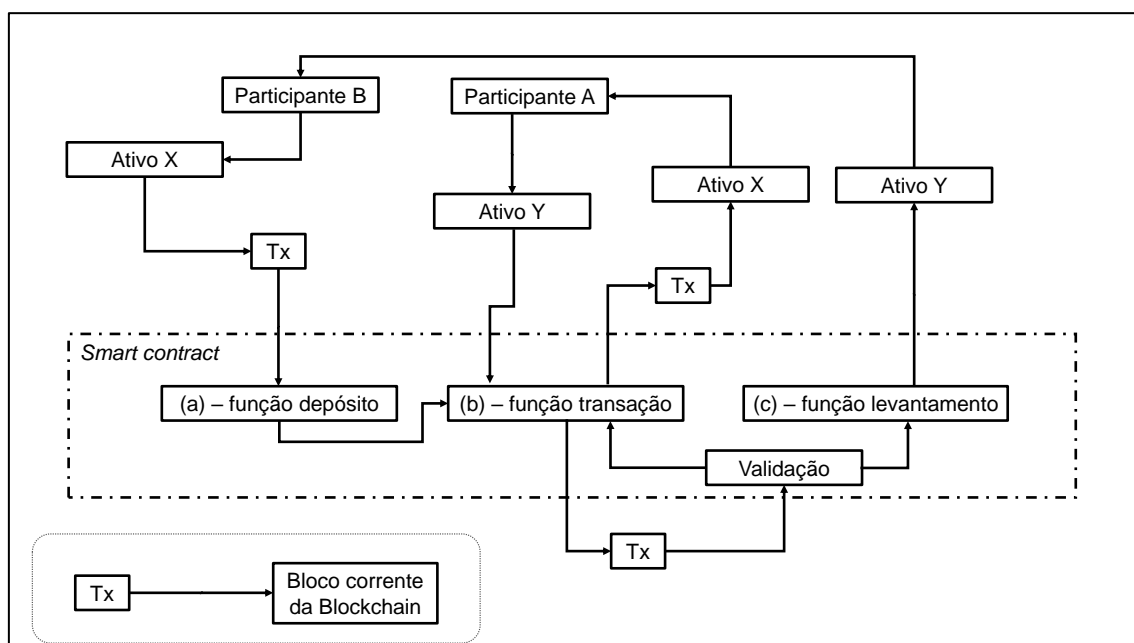 Participante B
Participante A
Ativo X
Ativo X
Ativo Y
Ativo Y
Tx
Tx
Smart contract
(a) – função depósito
(b) – função transação
(c) – função levantamento
Validação
Tx
Tx
Bloco corrente
da Blockchain